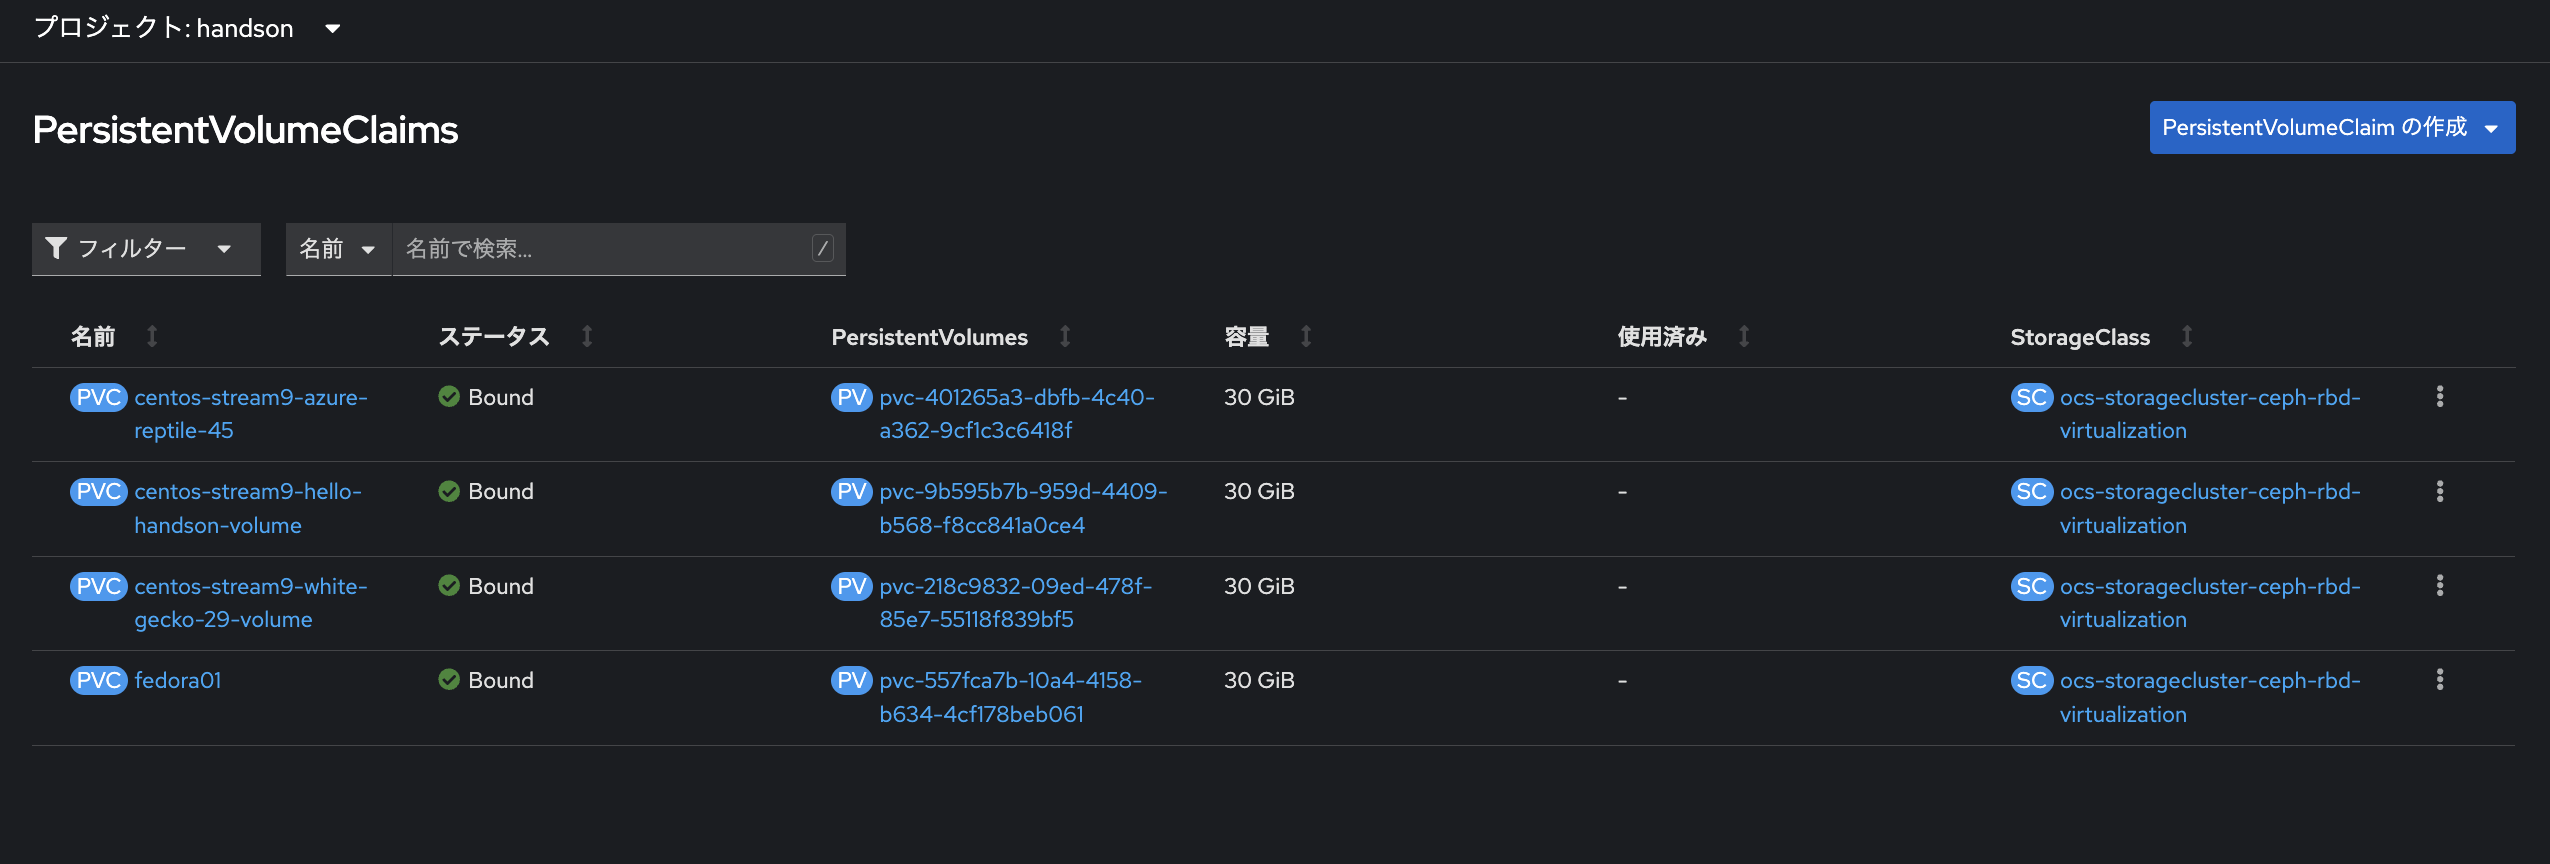 プロジェクト: handson
PersistentVolumeClaims
PersistentVolumeClaim の作成
フィルター
名前
名前で検索...
/
名前 ステータス PersistentVolumes 容量 使用済み StorageClass
PVC centos-stream9-azure- Bound PV pvc-401265a3-dbfb-4c40- 30 GiB - SC ocs-storagecluster-ceph-rbd-
reptile-45 a362-9cf1c3c6418f virtualization
PVC centos-stream9-hello- Bound PV pvc-9b595b7b-959d-4409- 30 GiB - SC ocs-storagecluster-ceph-rbd-
handson-volume b568-f8cc841a0ce4 virtualization
PVC centos-stream9-white- Bound PV pvc-218c9832-09ed-478f- 30 GiB - SC ocs-storagecluster-ceph-rbd-
gecko-29-volume 85e7-55118f839bf5 virtualization
PVC fedora01 Bound PV pvc-557fca7b-10a4-4158- 30 GiB - SC ocs-storagecluster-ceph-rbd-
b634-4cf178beb061 virtualization